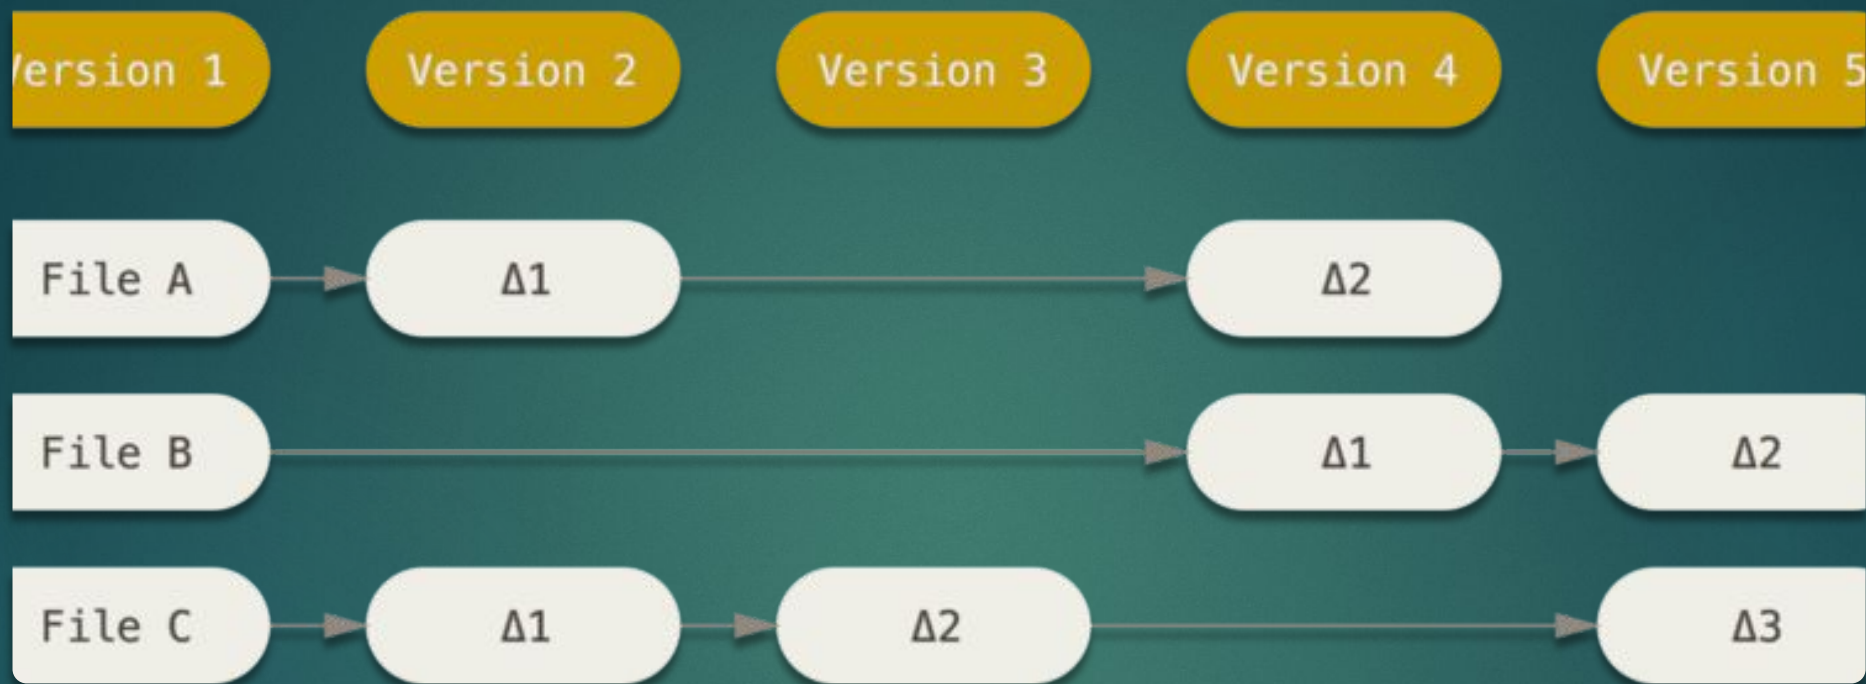 Version 1 Version 2 Version 3 Version 4 Version 5
File A Δ1 Δ2
File B Δ1 Δ2
File C Δ1 Δ2 Δ3